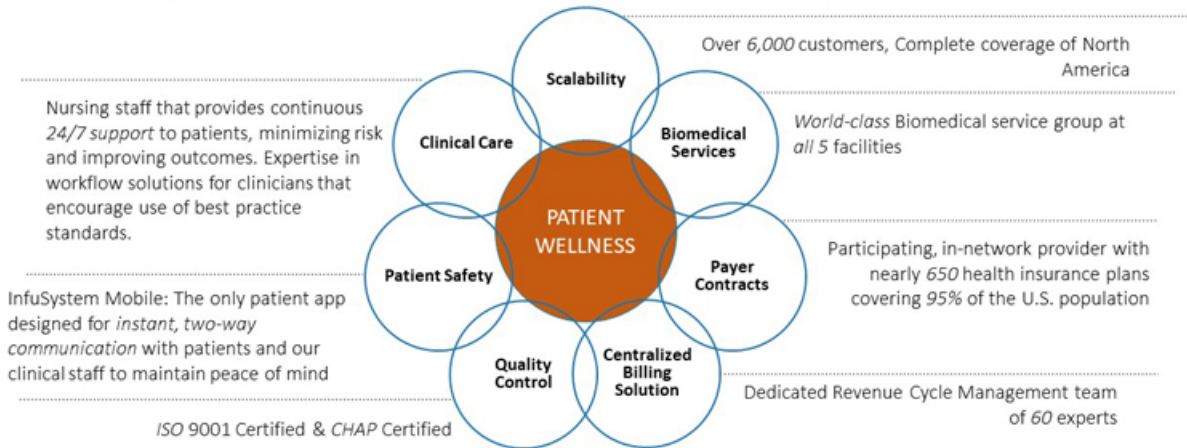 Scalability
Over 6,000 customers, Complete coverage of North
America
Biomedical
Services
World-class Biomedical service group at
all 5 facilities
Payer
Contracts
Participating, in-network provider with
nearly 650 health insurance plans
covering 95% of the U.S. population
Centralized
Billing
Solution
Dedicated Revenue Cycle Management team
of 60 experts
Quality
Control
ISO 9001 Certified & CHAP Certified
Patient Safety
InfuSystem Mobile: The only patient app
designed for instant, two-way
communication with patients and our
clinical staff to maintain peace of mind
Clinical Care
Nursing staff that provides continuous
24/7 support to patients, minimizing risk
and improving outcomes. Expertise in
workflow solutions for clinicians that
encourage use of best practice
standards.
PATIENT
WELLNESS